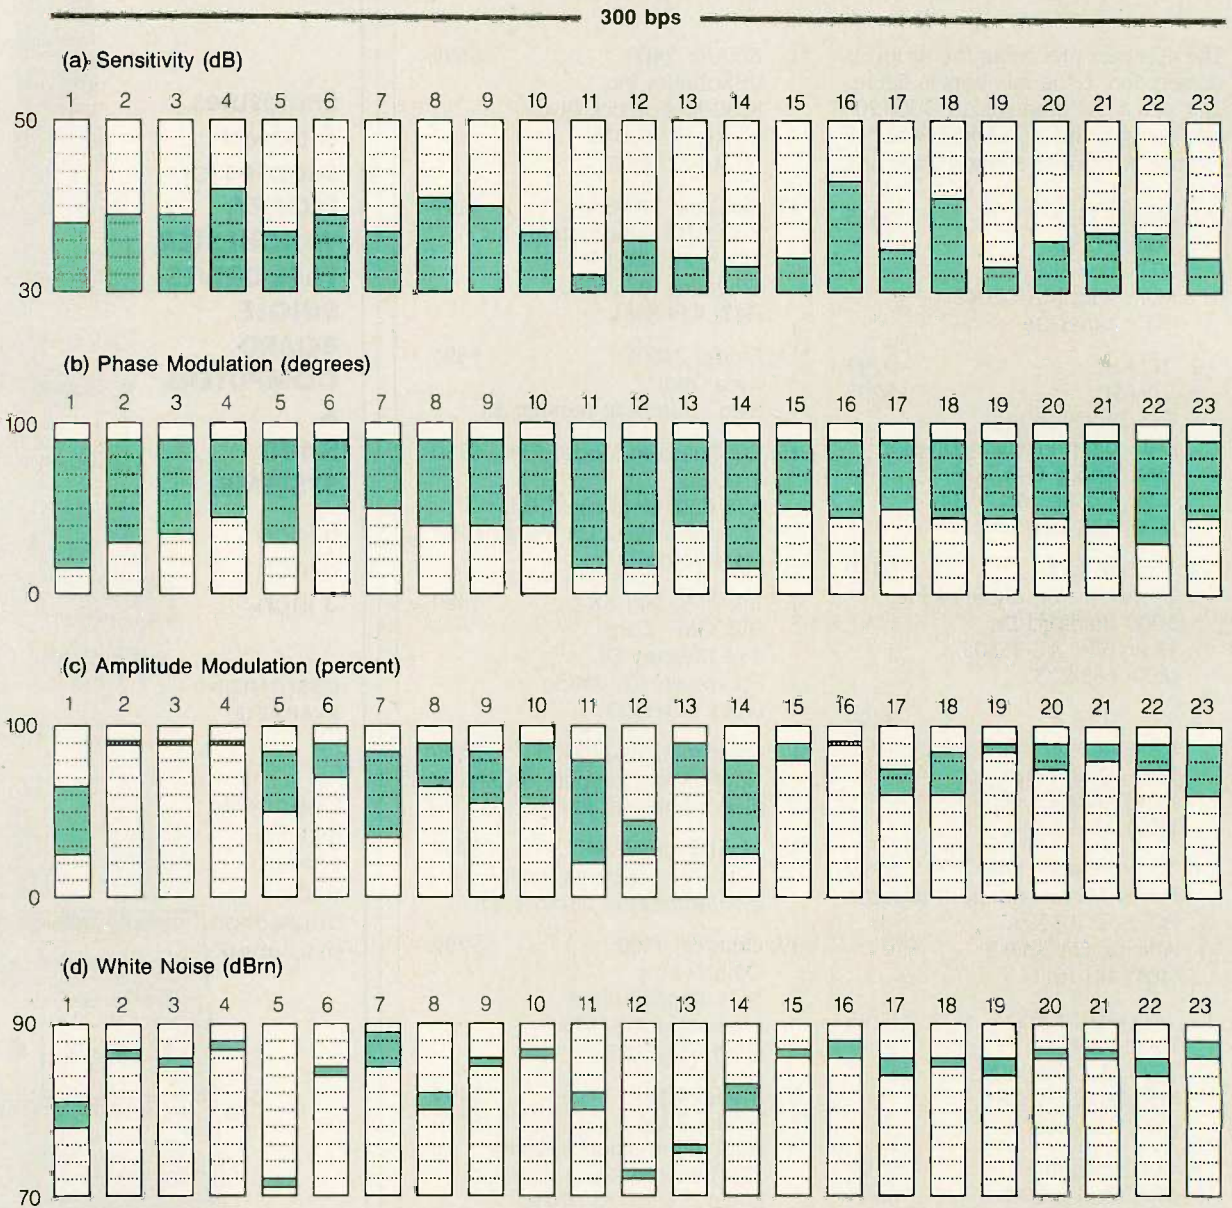 300 bps
(a) Sensitivity (dB)
1 2 3 4 5 6 7 8 9 10 11 12 13 14 15 16 17 18 19 20 21 22 23
50
30
(b) Phase Modulation (degrees)
1 2 3 4 5 6 7 8 9 10 11 12 13 14 15 16 17 18 19 20 21 22 23
100
0
(c) Amplitude Modulation (percent)
1 2 3 4 5 6 7 8 9 10 11 12 13 14 15 16 17 18 19 20 21 22 23
100
0
(d) White Noise (dBrn)
1 2 3 4 5 6 7 8 9 10 11 12 13 14 15 16 17 18 19 20 21 22 23
90
70